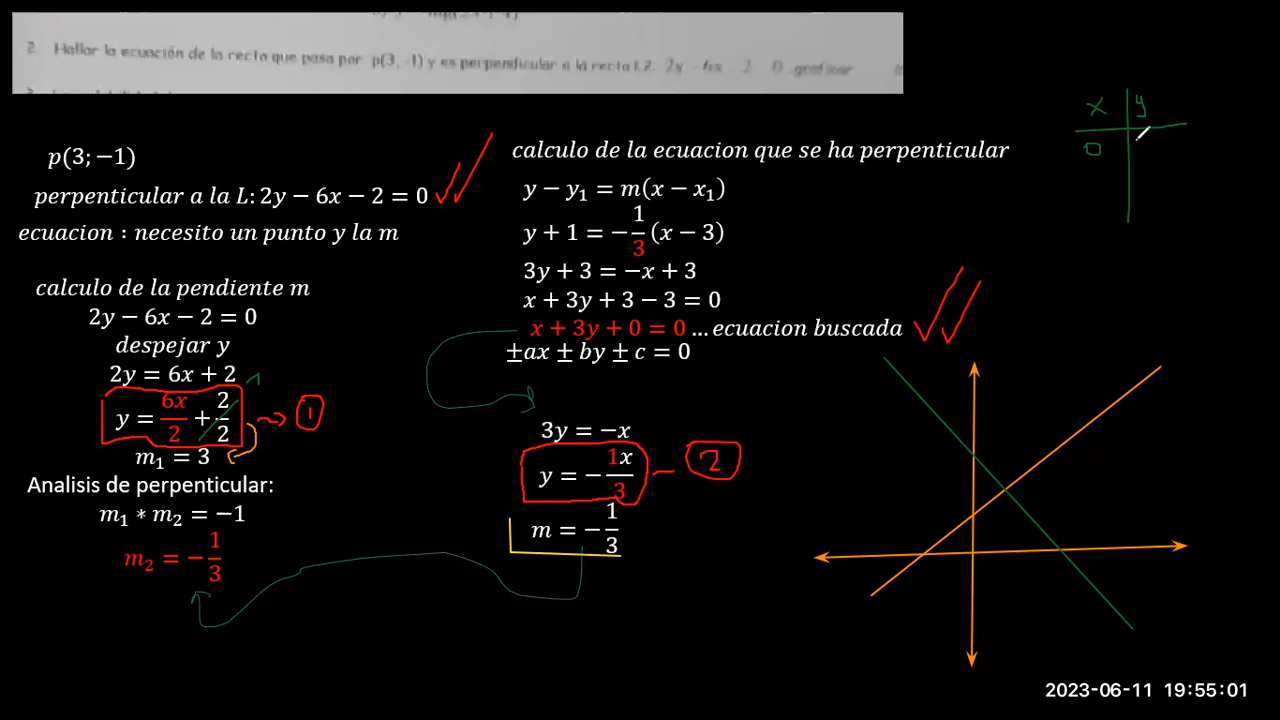 2. Hallar la ecuación de la recta que pasa por p(3, -1) y es perpendicular a la recta L2: 2y - 6x - 2 0 .graficar
p(3; −1)
perpenticular a la L: 2y − 6x − 2 = 0
ecuacion : necesito un punto y la m
calculo de la pendiente m
2y − 6x − 2 = 0
despejar y
2y = 6x + 2
y = 6x/2 + 2/2
1
1
m₁ = 3
Analisis de perpenticular:
m₁ * m₂ = −1
m₂ = − 1/3
calculo de la ecuacion que se ha perpenticular
y − y₁ = m(x − x₁)
y + 1 = − 1/3 (x − 3)
3y + 3 = −x + 3
x + 3y + 3 − 3 = 0
x + 3y + 0 = 0 ... ecuacion buscada
±ax ± by ± c = 0
3y = −x
y = − 1x/3
2
m = − 1/3
x y
0
2023-06-11 19:55:01